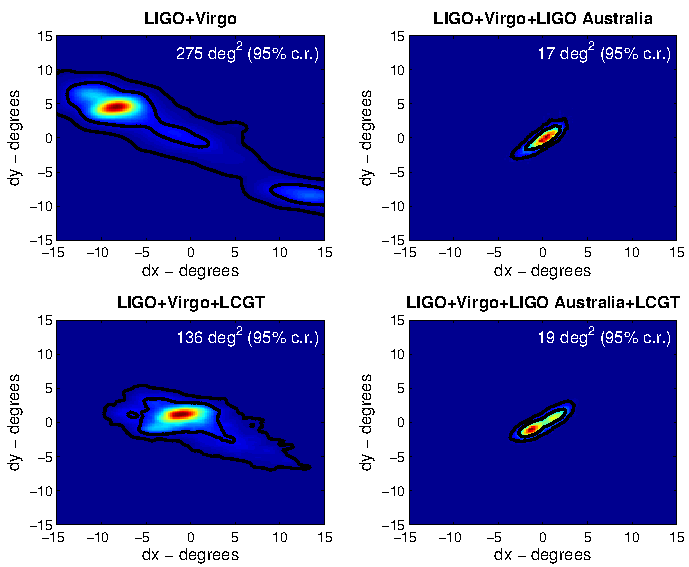 LIGO+Virgo
275 deg² (95% c.r.)
15
10
5
0
−5
−10
−15
dy − degrees
−15 −10 −5 0 5 10 15
dx − degrees
LIGO+Virgo+LIGO Australia
17 deg² (95% c.r.)
15
10
5
0
−5
−10
−15
dy − degrees
−15 −10 −5 0 5 10 15
dx − degrees
LIGO+Virgo+LCGT
136 deg² (95% c.r.)
15
10
5
0
−5
−10
−15
dy − degrees
−15 −10 −5 0 5 10 15
dx − degrees
LIGO+Virgo+LIGO Australia+LCGT
19 deg² (95% c.r.)
15
10
5
0
−5
−10
−15
dy − degrees
−15 −10 −5 0 5 10 15
dx − degrees